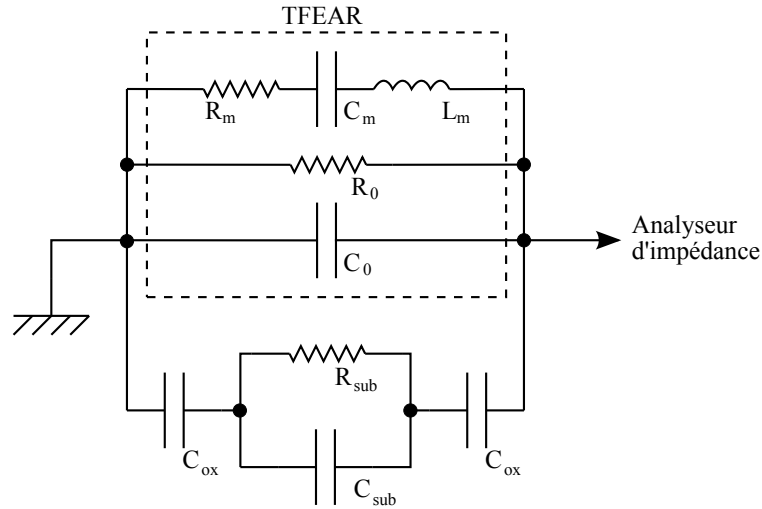 TFEAR
Rm
Cm
Lm
R0
C0
Analyseur
d'impédance
Rsub
Cox
Cox
Csub